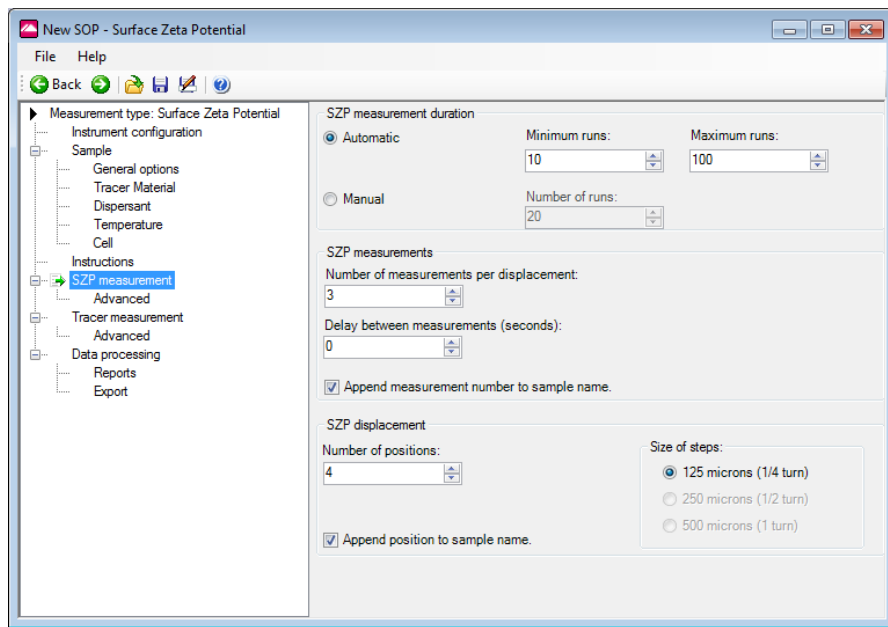 New SOP - Surface Zeta Potential
File Help
Back
Measurement type: Surface Zeta Potential
Instrument configuration
Sample
General options
Tracer Material
Dispersant
Temperature
Cell
Instructions
SZP measurement
Advanced
Tracer measurement
Advanced
Data processing
Reports
Export
SZP measurement duration
Automatic
Minimum runs:
10
Maximum runs:
100
Manual
Number of runs:
20
SZP measurements
Number of measurements per displacement:
3
Delay between measurements (seconds):
0
Append measurement number to sample name.
SZP displacement
Number of positions:
4
Append position to sample name.
Size of steps:
125 microns (1/4 turn)
250 microns (1/2 turn)
500 microns (1 turn)